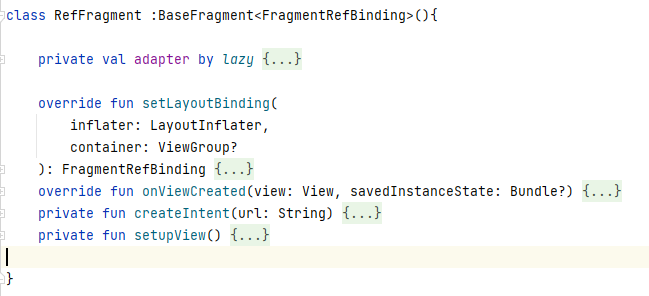 class RefFragment :BaseFragment<FragmentRefBinding>(){
private val adapter by lazy {...}
override fun setLayoutBinding(
inflater: LayoutInflater,
container: ViewGroup?
): FragmentRefBinding {...}
override fun onViewCreated(view: View, savedInstanceState: Bundle?) {...}
private fun createIntent(url: String) {...}
private fun setupView() {...}
}